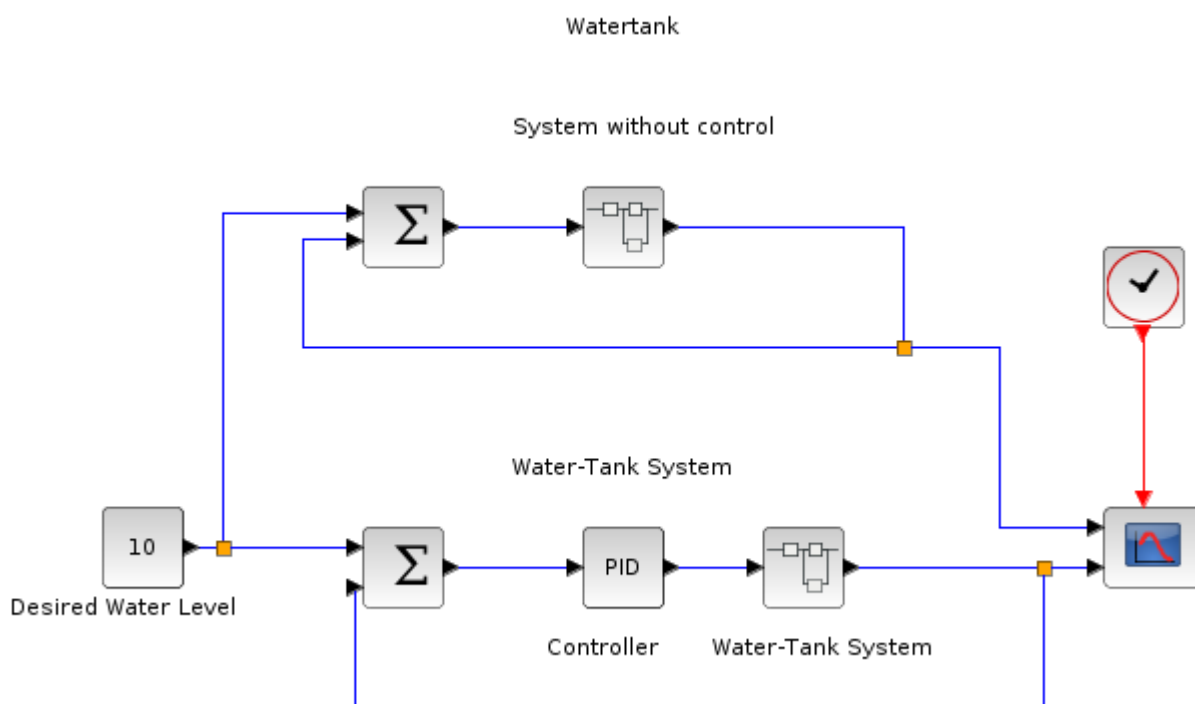 Watertank
System without control
Σ
Water-Tank System
10
Σ
PID
Desired Water Level
Controller
Water-Tank System